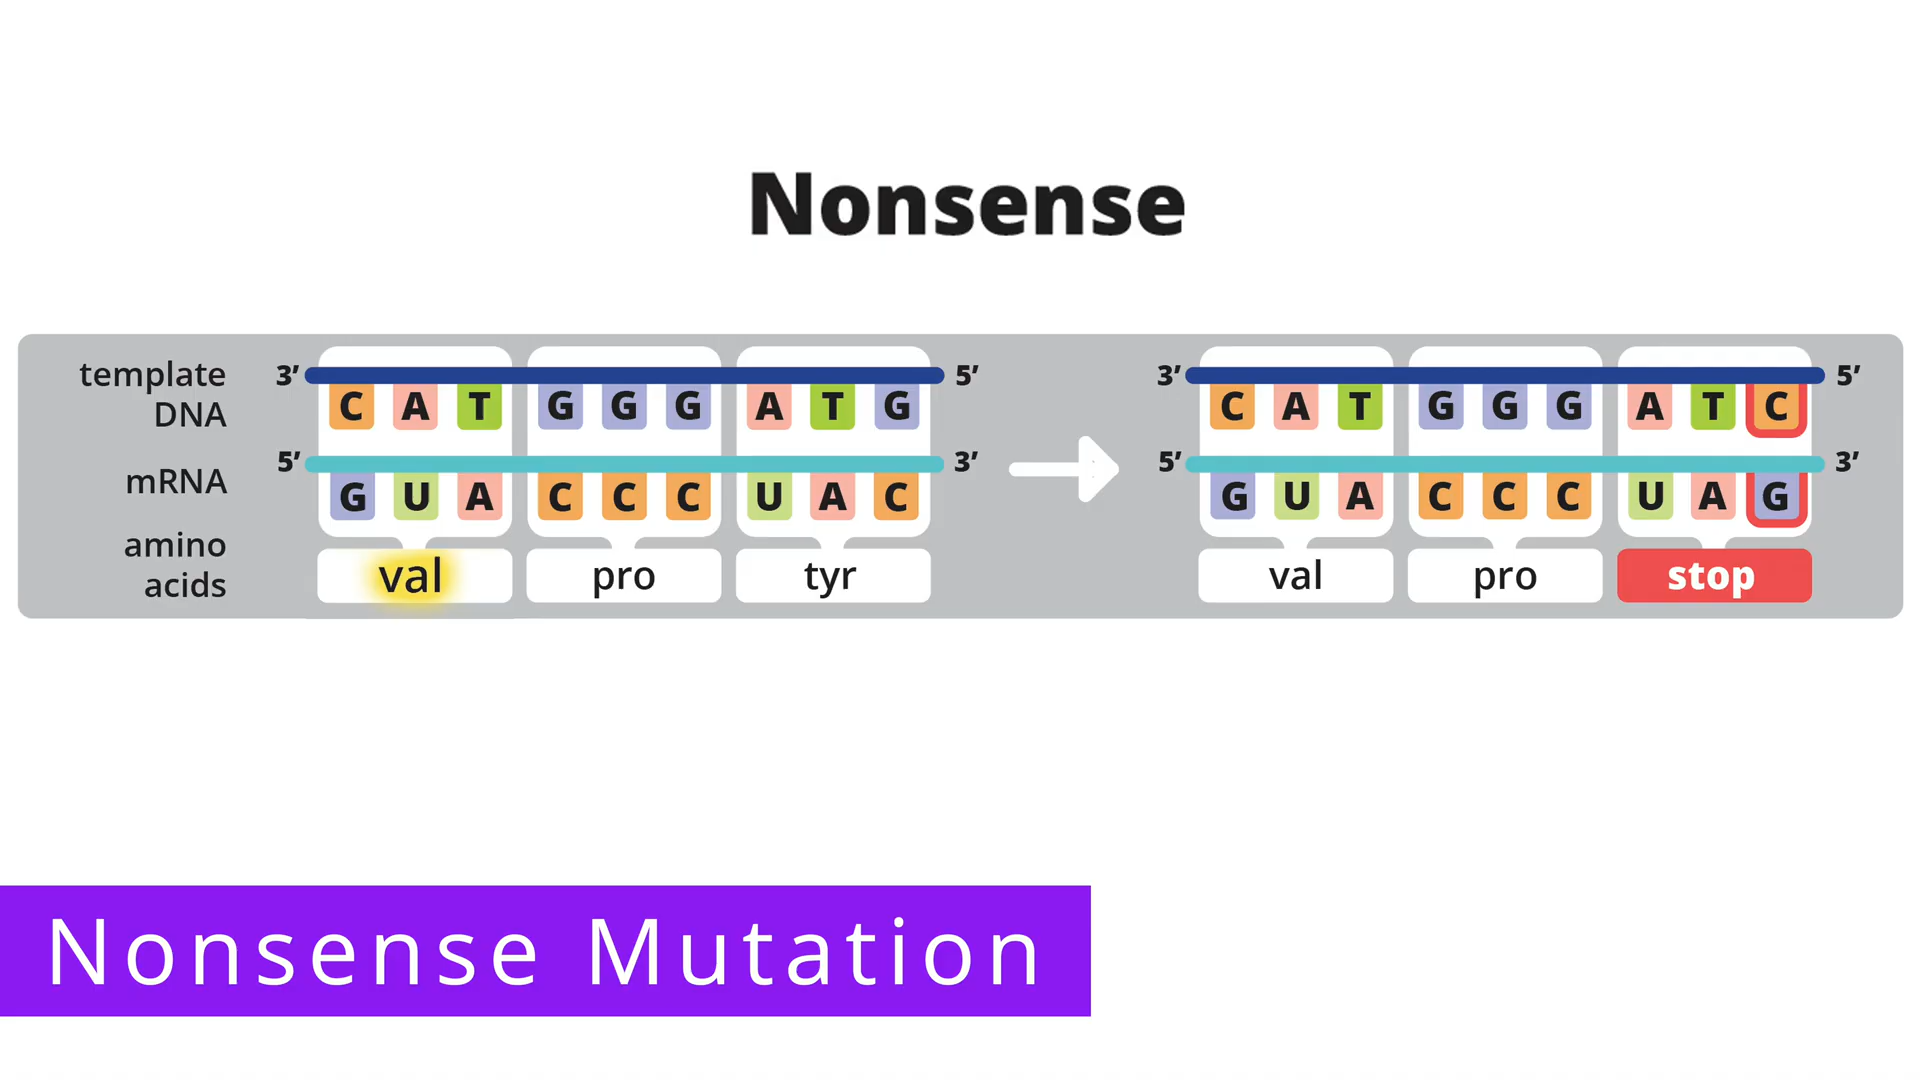 Nonsense
template DNA
3’ C A T G G G A T G 5’
3’ C A T G G G A T C 5’
mRNA
5’ G U A C C C U A C 3’
5’ G U A C C C U A G 3’
amino acids
val pro tyr
val pro stop
Nonsense Mutation